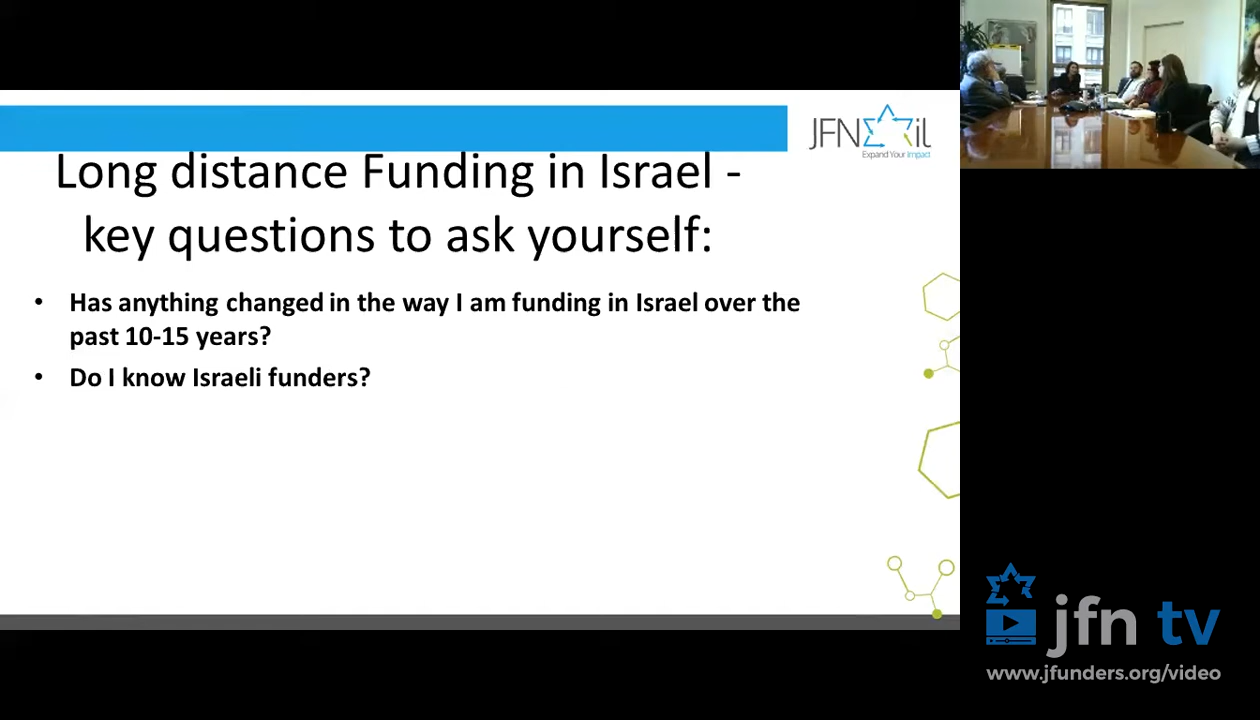 JFN il
Expand Your Impact
Long distance Funding in Israel -
key questions to ask yourself:
• Has anything changed in the way I am funding in Israel over the
past 10-15 years?
• Do I know Israeli funders?
jfn tv
www.jfunders.org/video